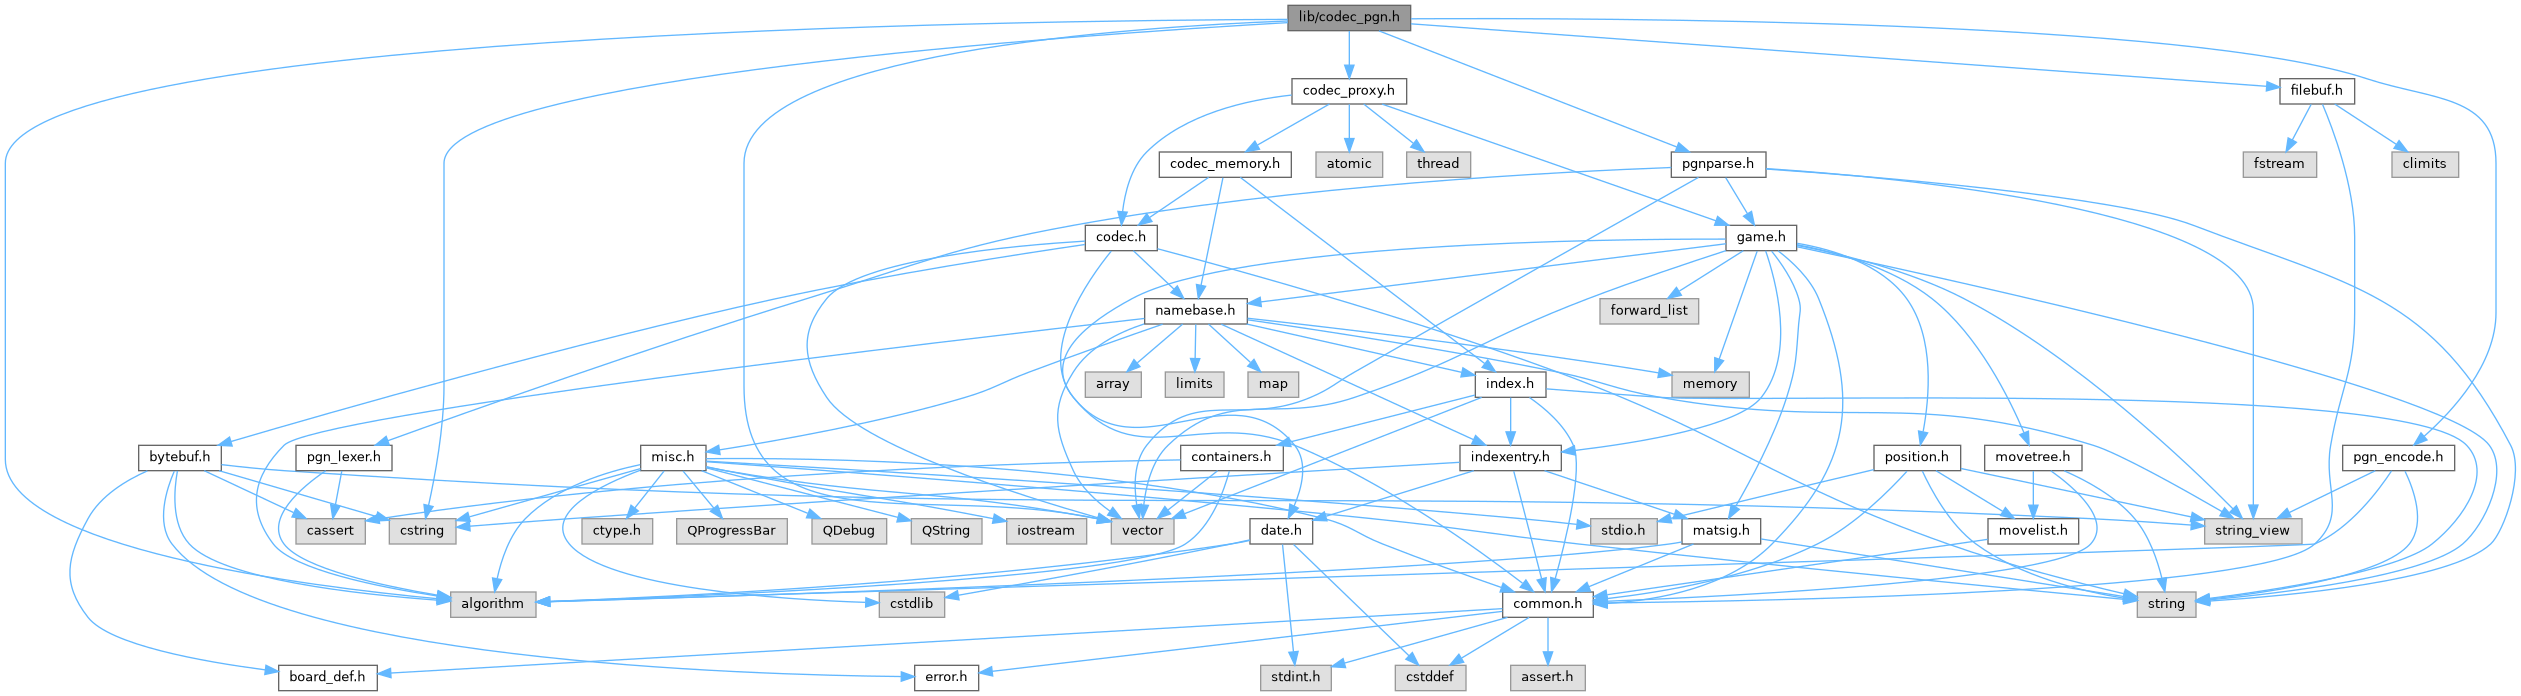 lib/codec_pgn.h
codec_proxy.h
filebuf.h
codec_memory.h
atomic
thread
pgnparse.h
fstream
climits
codec.h
game.h
namebase.h
forward_list
array
limits
map
index.h
memory
bytebuf.h
pgn_lexer.h
misc.h
containers.h
indexentry.h
position.h
movetree.h
pgn_encode.h
cassert
cstring
ctype.h
QProgressBar
QDebug
QString
iostream
vector
date.h
stdio.h
matsig.h
movelist.h
string_view
algorithm
cstdlib
common.h
string
board_def.h
error.h
stdint.h
cstddef
assert.h